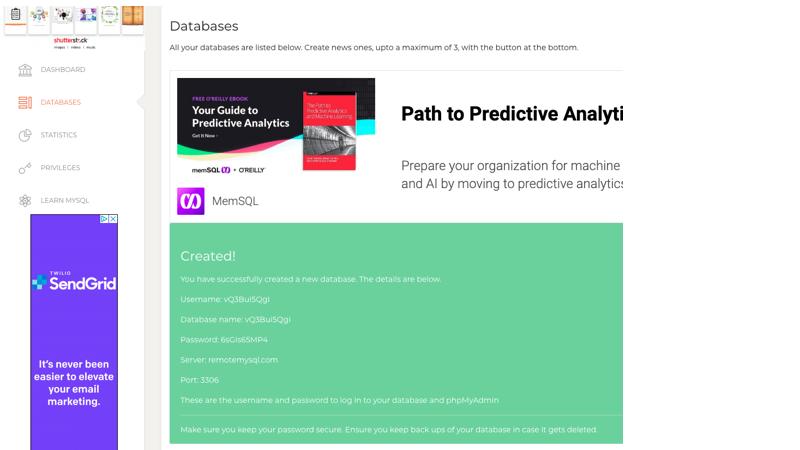 shutterstock
images | videos | music
DASHBOARD
DATABASES
STATISTICS
PRIVILEGES
LEARN MYSQL
TWILIO
SendGrid
It's never been
easier to elevate
your email
marketing.
Databases
All your databases are listed below. Create news ones, upto a maximum of 3, with the button at the bottom.
FREE O'REILLY EBOOK
Your Guide to
Predictive Analytics
Get It Now
The Path to
Predictive Analytics
and Machine Learning
memSQL + O'REILLY
Path to Predictive Analyti
Prepare your organization for machine
and AI by moving to predictive analytics
MemSQL
Created!
You have successfully created a new database. The details are below.
Username: vQ3BuI5QgI
Database name: vQ3BuI5QgI
Password: 6sGIs65MP4
Server: remotemysql.com
Port: 3306
These are the username and password to log in to your database and phpMyAdmin
Make sure you keep your password secure. Ensure you keep back ups of your database in case it gets deleted.